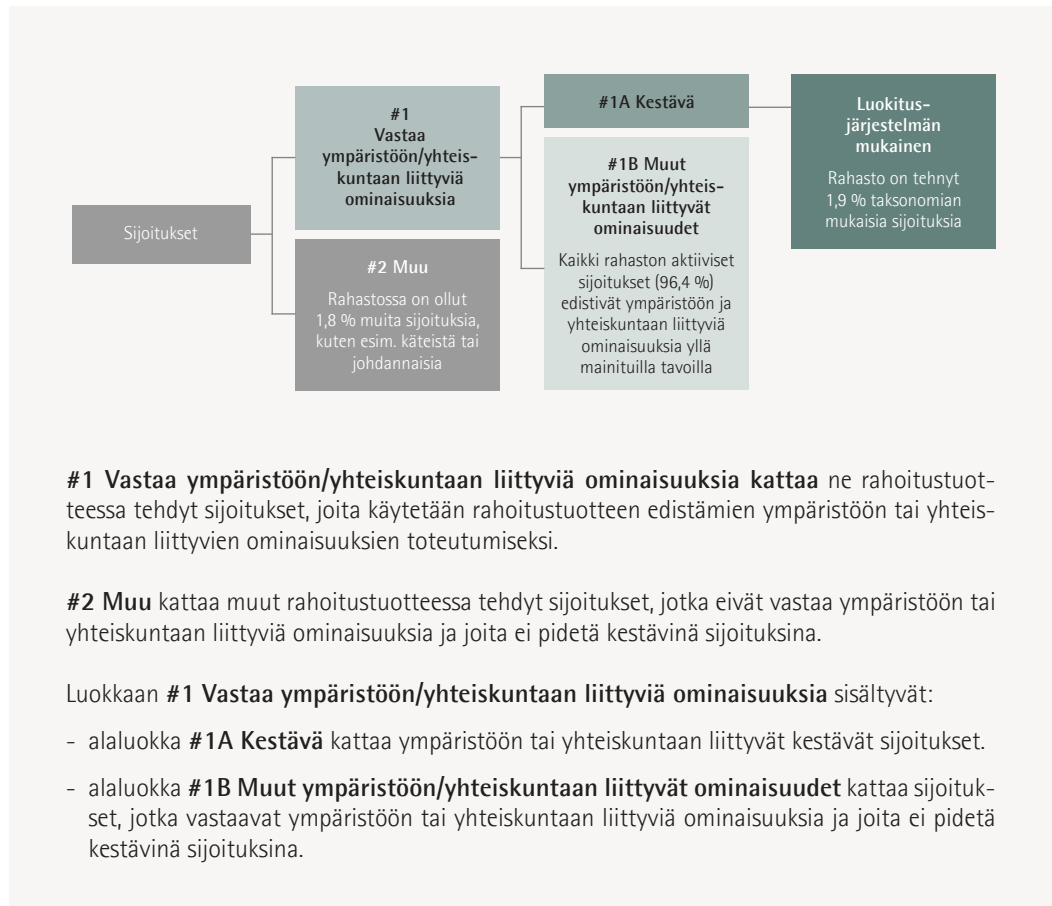 Sijoitukset
#1
Vastaa
ympäristöön/yhteis-
kuntaan liittyviä
ominaisuuksia
#2 Muu
Rahastossa on ollut
1,8 % muita sijoituksia,
kuten esim. käteistä tai
johdannaisia
#1A Kestävä
#1B Muut
ympäristöön/yhteis-
kuntaan liittyvät
ominaisuudet
Kaikki rahaston aktiiviset
sijoitukset (96,4 %)
edistivät ympäristöön ja
yhteiskuntaan liittyviä
ominaisuuksia yllä
mainituilla tavoilla
Luokitus-
järjestelmän
mukainen
Rahasto on tehnyt
1,9 % taksonomian
mukaisia sijoituksia
#1 Vastaa ympäristöön/yhteiskuntaan liittyviä ominaisuuksia kattaa ne rahoitustuot-
teessa tehdyt sijoitukset, joita käytetään rahoitustuotteen edistämien ympäristöön tai yhteis-
kuntaan liittyvien ominaisuuksien toteutumiseksi.
#2 Muu kattaa muut rahoitustuotteessa tehdyt sijoitukset, jotka eivät vastaa ympäristöön tai
yhteiskuntaan liittyviä ominaisuuksia ja joita ei pidetä kestävinä sijoituksina.
Luokkaan #1 Vastaa ympäristöön/yhteiskuntaan liittyviä ominaisuuksia sisältyvät:
- alaluokka #1A Kestävä kattaa ympäristöön tai yhteiskuntaan liittyvät kestävät sijoitukset.
- alaluokka #1B Muut ympäristöön/yhteiskuntaan liittyvät ominaisuudet kattaa sijoituk-
set, jotka vastaavat ympäristöön tai yhteiskuntaan liittyviä ominaisuuksia ja joita ei pidetä
kestävinä sijoituksina.